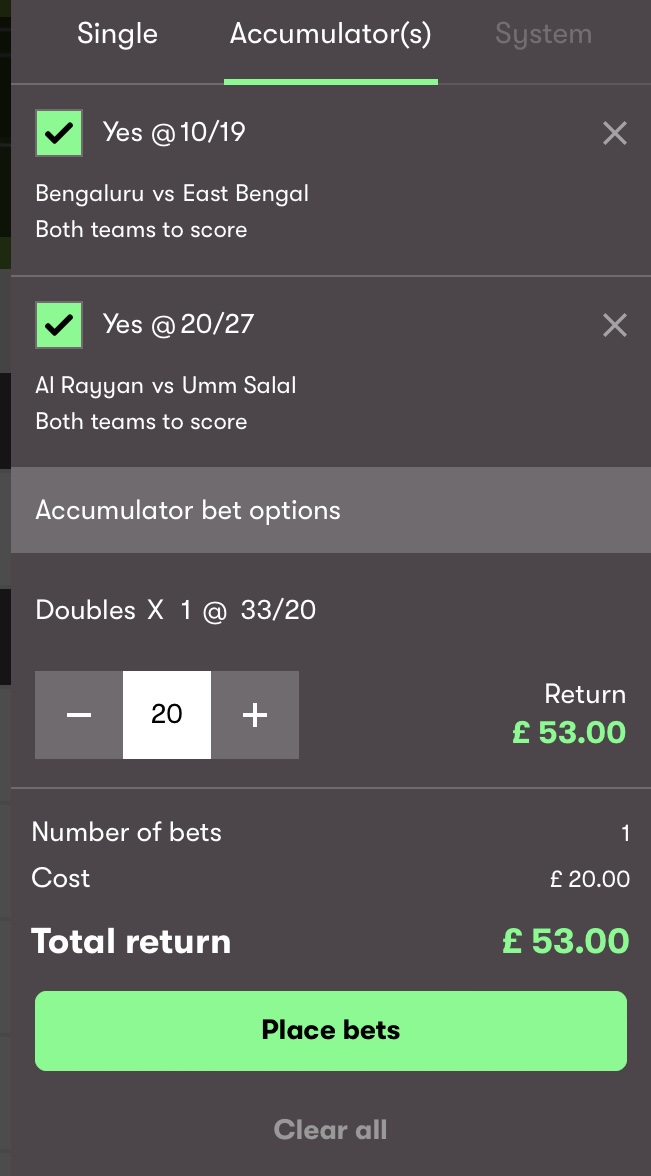 Single Accumulator(s) System
Yes @ 10/19
Bengaluru vs East Bengal
Both teams to score
Yes @ 20/27
Al Rayyan vs Umm Salal
Both teams to score
Accumulator bet options
Doubles X 1 @ 33/20
20
Return
£ 53.00
Number of bets 1
Cost £ 20.00
Total return £ 53.00
Place bets
Clear all